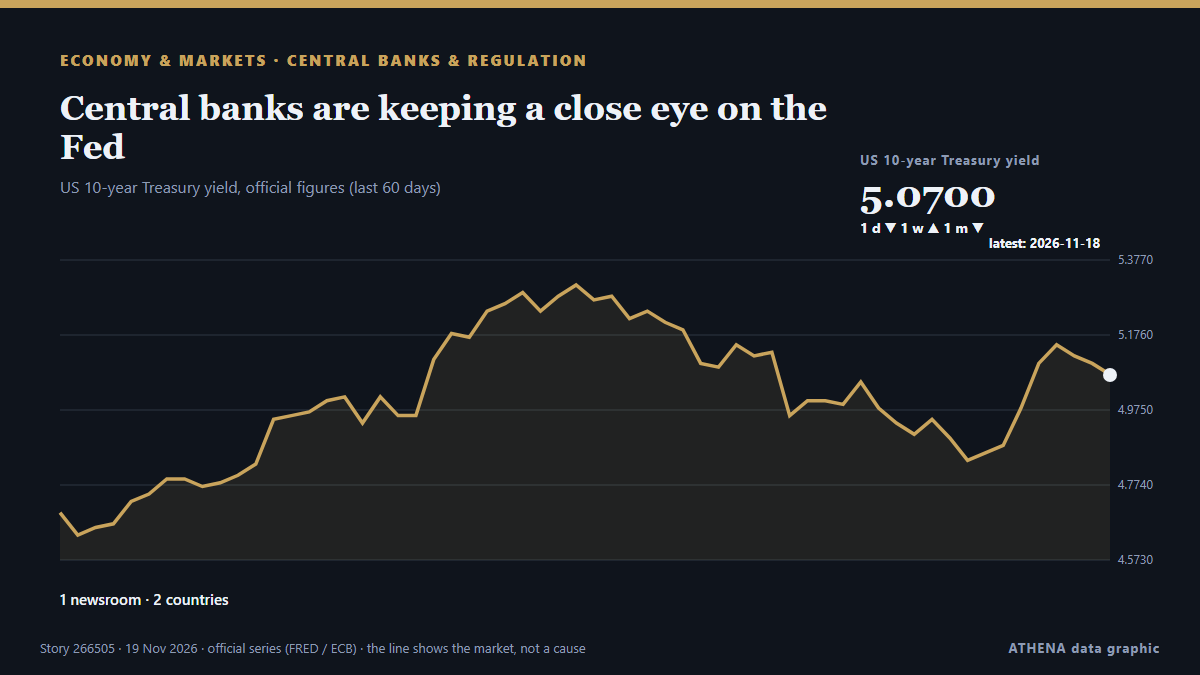 ECONOMY & MARKETS · CENTRAL BANKS & REGULATION
Central banks are keeping a close eye on the
Fed
US 10-year Treasury yield, official figures (last 60 days)
US 10-year Treasury yield
5.0700
1 d ▼ 1 w ▲ 1 m ▼
latest: 2026-11-18
5.3770
5.1760
4.9750
4.7740
4.5730
1 newsroom · 2 countries
Story 266505 · 19 Nov 2026 · official series (FRED / ECB) · the line shows the market, not a cause
ATHENA data graphic